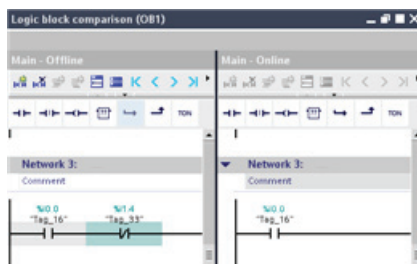 Logic block comparison (OB1)
Main - Offline
Main - Online
TON
TON
Network 3:
Network 3:
Comment
Comment
%I0.0
%I1.4
%I0.0
"Tag_16"
"Tag_33"
"Tag_16"